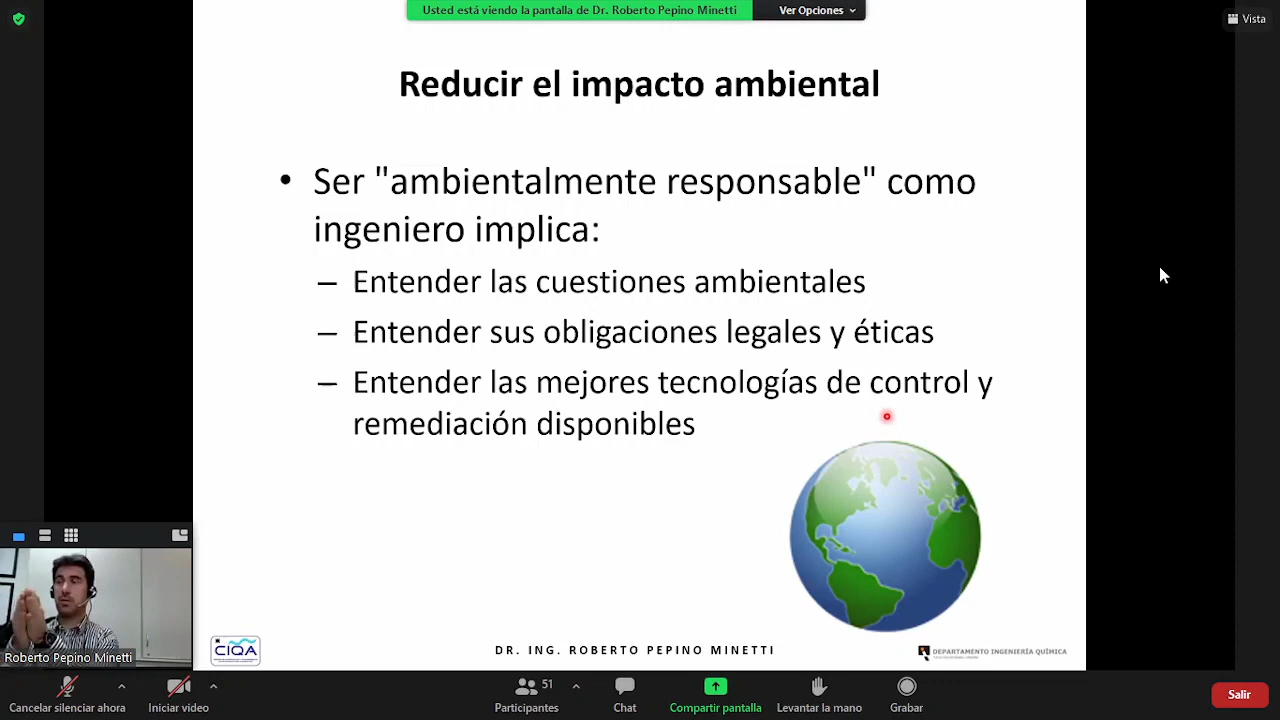 Usted está viendo la pantalla de Dr. Roberto Pepino Minetti
Ver Opciones
Vista
Reducir el impacto ambiental
• Ser "ambientalmente responsable" como
ingeniero implica:
– Entender las cuestiones ambientales
– Entender sus obligaciones legales y éticas
– Entender las mejores tecnologías de control y
remediación disponibles
Roberto Pepino Minetti
CIQA
DR. ING. ROBERTO PEPINO MINETTI
DEPARTAMENTO INGENIERÍA QUÍMICA
51
Cancelar silenciar ahora
Iniciar video
Participantes
Chat
Compartir pantalla
Levantar la mano
Grabar
Salir